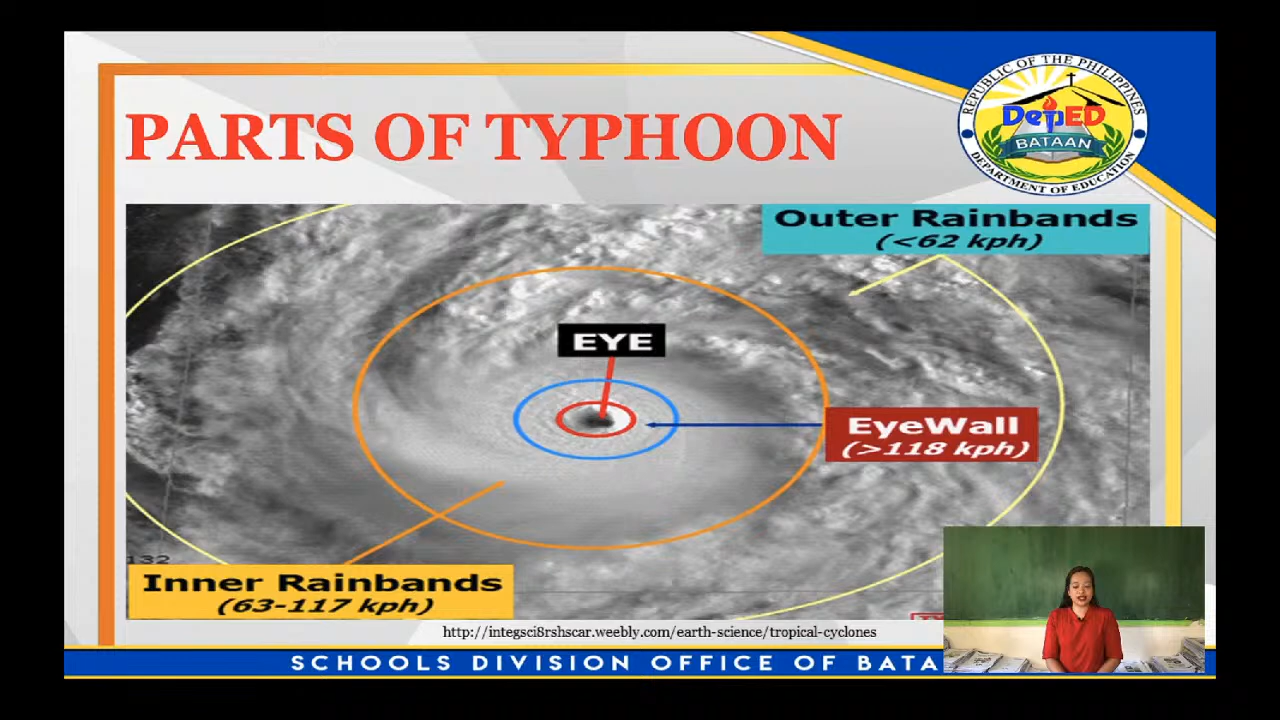 PARTS OF TYPHOON
REPUBLIC OF THE PHILIPPINES
DepED
BATAAN
DEPARTMENT OF EDUCATION
Outer Rainbands
(<62 kph)
EYE
EyeWall
(>118 kph)
132
Inner Rainbands
(63-117 kph)
http://integsci8rshscar.weebly.com/earth-science/tropical-cyclones
SCHOOLS DIVISION OFFICE OF BATA